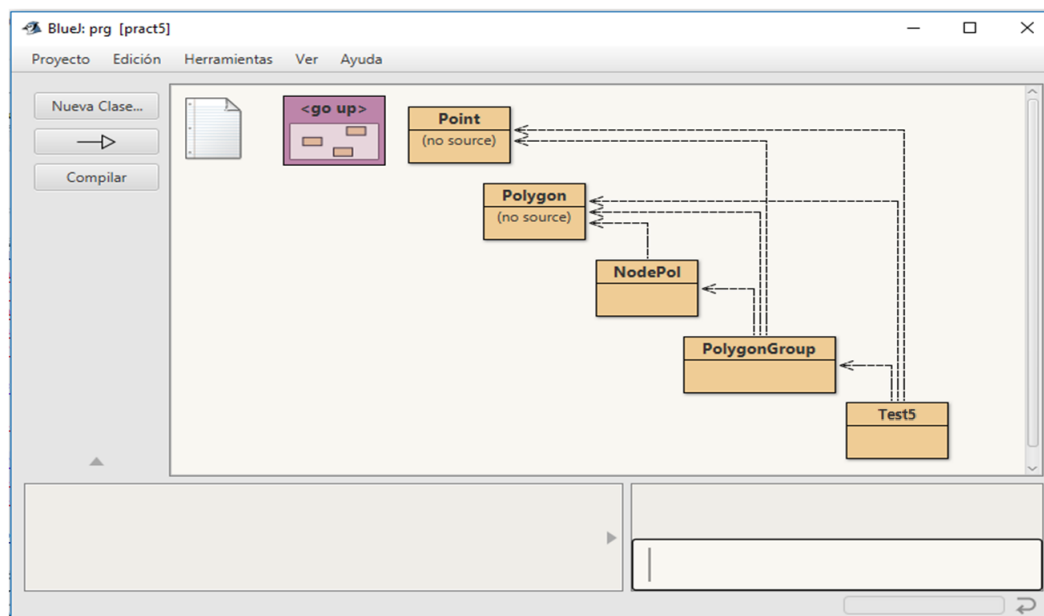 BlueJ: prg [pract5]
Proyecto Edición Herramientas Ver Ayuda
Nueva Clase...
Compilar
<go up>
Point
(no source)
Polygon
(no source)
NodePol
PolygonGroup
Test5